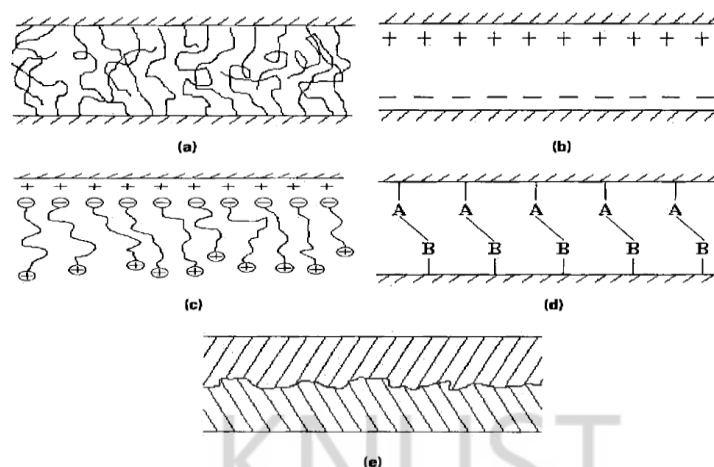 + + + + + + + + + +
— — — — — — — — — —
(a) (b)
+ + + + + + + + + +
− − − − − − − − −
+ + + + + + + + +
A A A A A
B B B B B
(c) (d)
KNUST
(e)